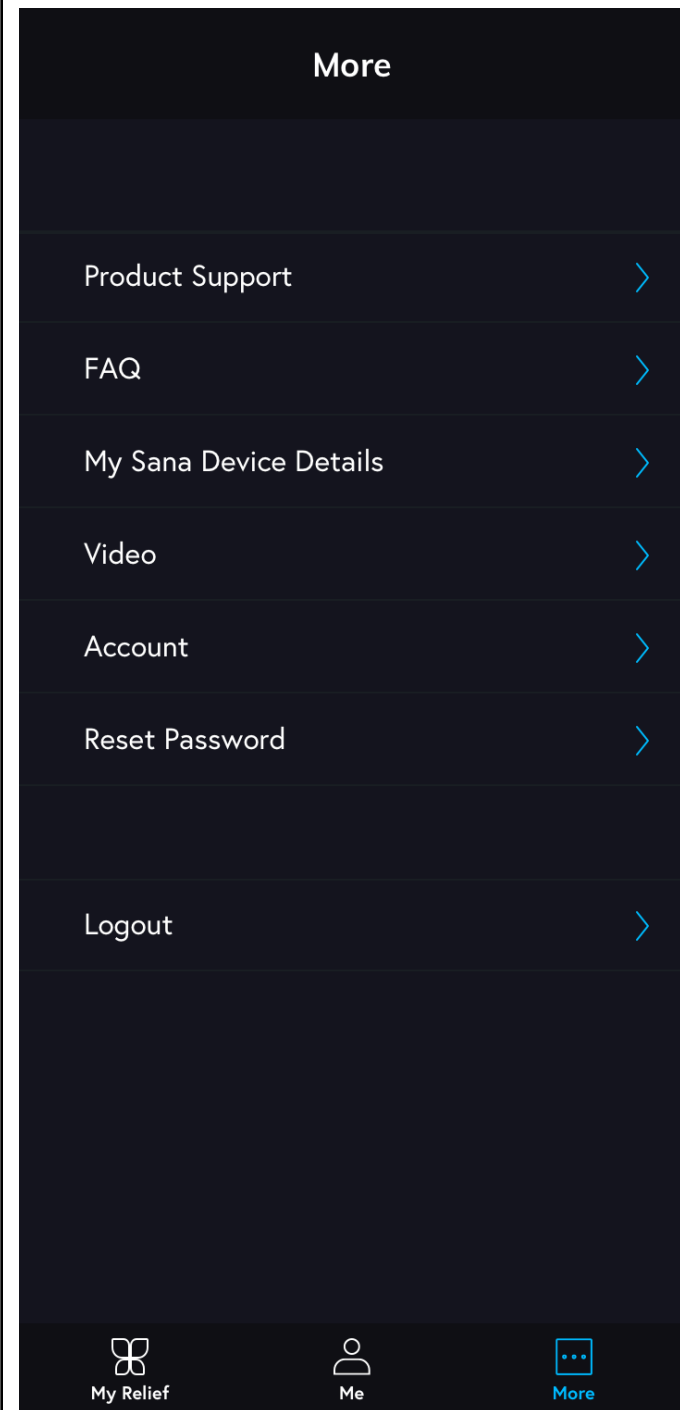 More
Product Support
FAQ
My Sana Device Details
Video
Account
Reset Password
Logout
My Relief
Me
More